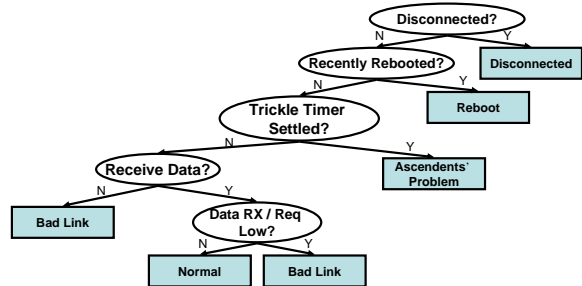 Disconnected?
N
Y
Recently Rebooted?
Disconnected
N
Y
Trickle Timer
Settled?
Reboot
N
Y
Receive Data?
Ascendents`
Problem
N
Y
Bad Link
Data RX / Req
Low?
N
Y
Normal
Bad Link